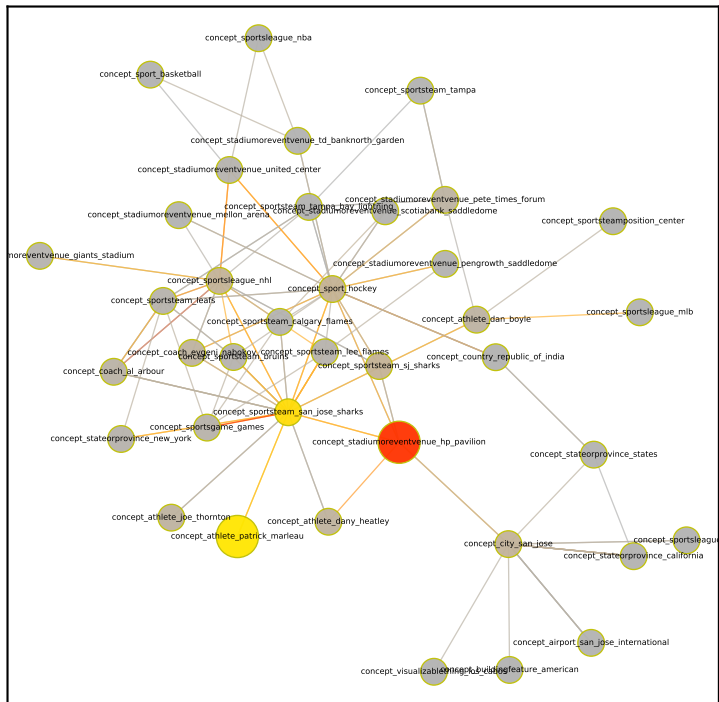 concept_sportsleague_nba
concept_sport_basketball
concept_sportsteam_tampa
concept_stadiumoreventvenue_td_banknorth_garden
concept_stadiumoreventvenue_united_center
concept_stadiumoreventvenue_pete_times_forum
concept_sportsteam_tampa_bay_lightning
concept_stadiumoreventvenue_scotiabank_saddledome
concept_stadiumoreventvenue_mellon_arena
concept_sportsteamposition_center
moreventvenue_giants_stadium
concept_stadiumoreventvenue_pengrowth_saddledome
concept_sportsleague_nhl
concept_sport_hockey
concept_sportsteam_leafs
concept_sportsleague_mlb
concept_athlete_dan_boyle
concept_sportsteam_calgary_flames
concept_coach_evgeni_nabokov
concept_sportsteam_bruins
concept_sportsteam_lee_flames
concept_country_republic_of_india
concept_sportsteam_sj_sharks
concept_coach_al_arbour
concept_sportsteam_san_jose_sharks
concept_sportsgame_games
concept_stateorprovince_new_york
concept_stadiumoreventvenue_hp_pavilion
concept_stateorprovince_states
concept_athlete_joe_thornton
concept_athlete_dany_heatley
concept_athlete_patrick_marleau
concept_city_san_jose
concept_sportsleague
concept_stateorprovince_california
concept_airport_san_jose_international
concept_visualizablething_los_cabos
concept_buildingfeature_american